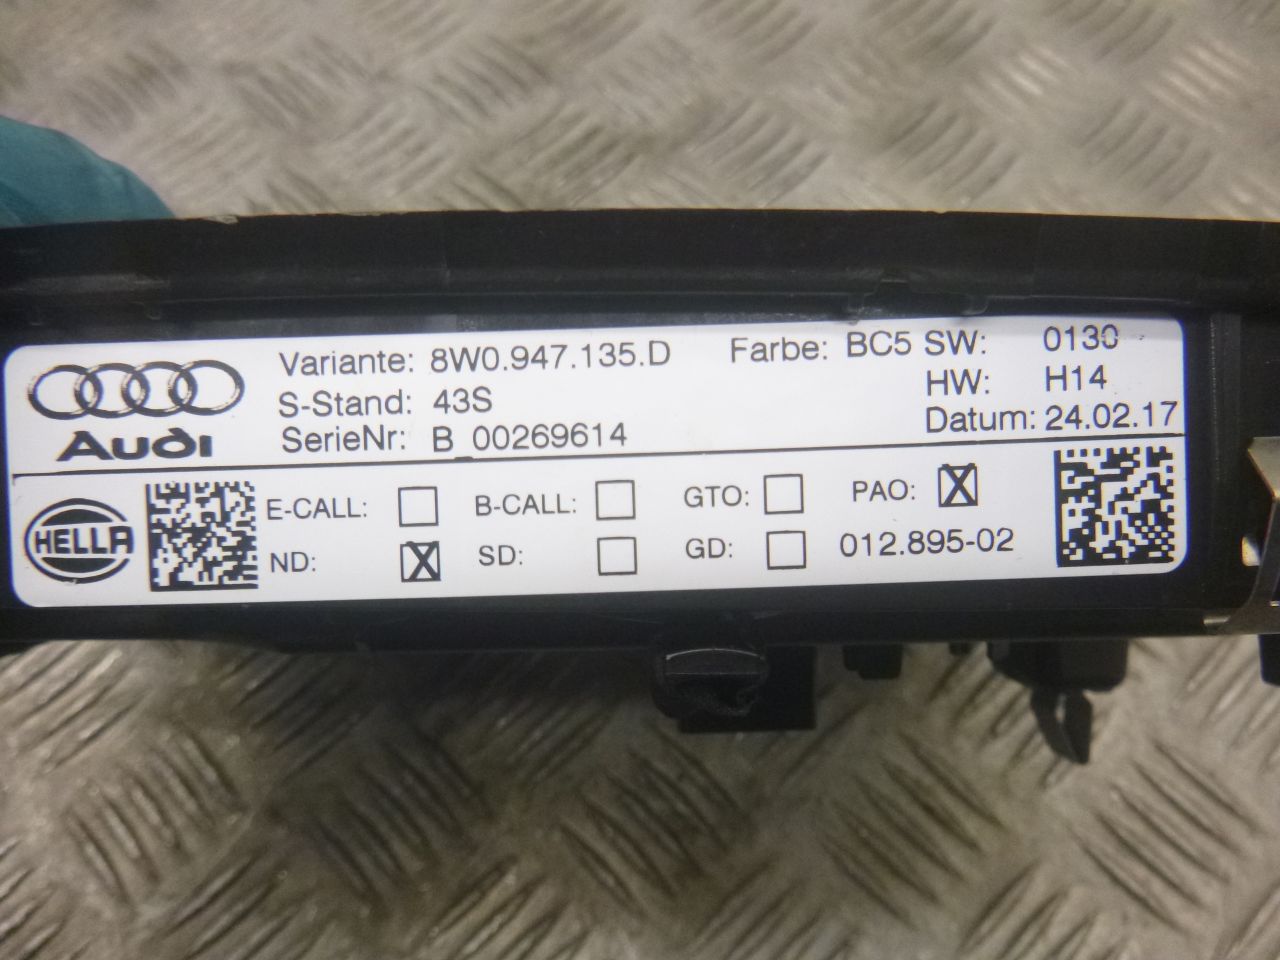 Variante: 8W0.947.135.D Farbe: BC5 SW: 0130
S-Stand: 43S HW: H14
SerieNr: B_00269614 Datum: 24.02.17
Audi
HELLA
E-CALL: B-CALL: GTO: PAO: X
ND: X SD: GD: 012.895-02